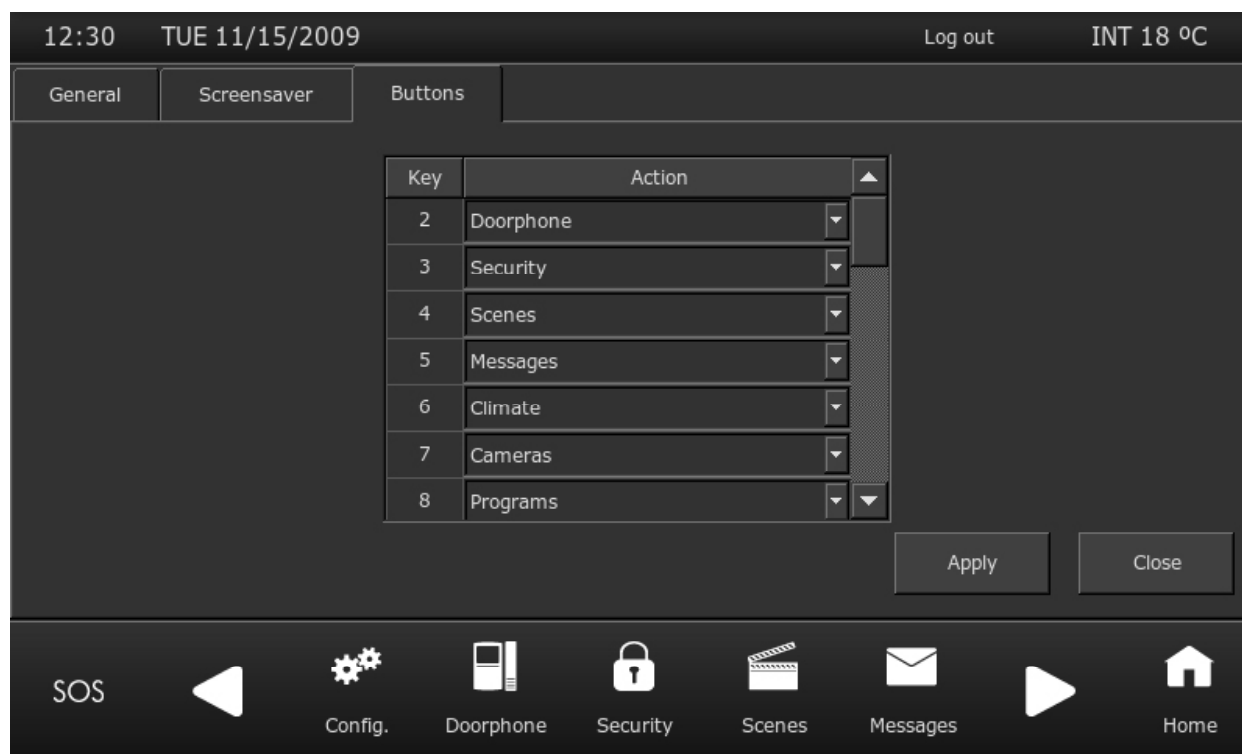 12:30 TUE 11/15/2009 Log out INT 18 ºC
General Screensaver Buttons
Key Action
2 Doorphone
3 Security
4 Scenes
5 Messages
6 Climate
7 Cameras
8 Programs
Apply Close
SOS Config. Doorphone Security Scenes Messages Home